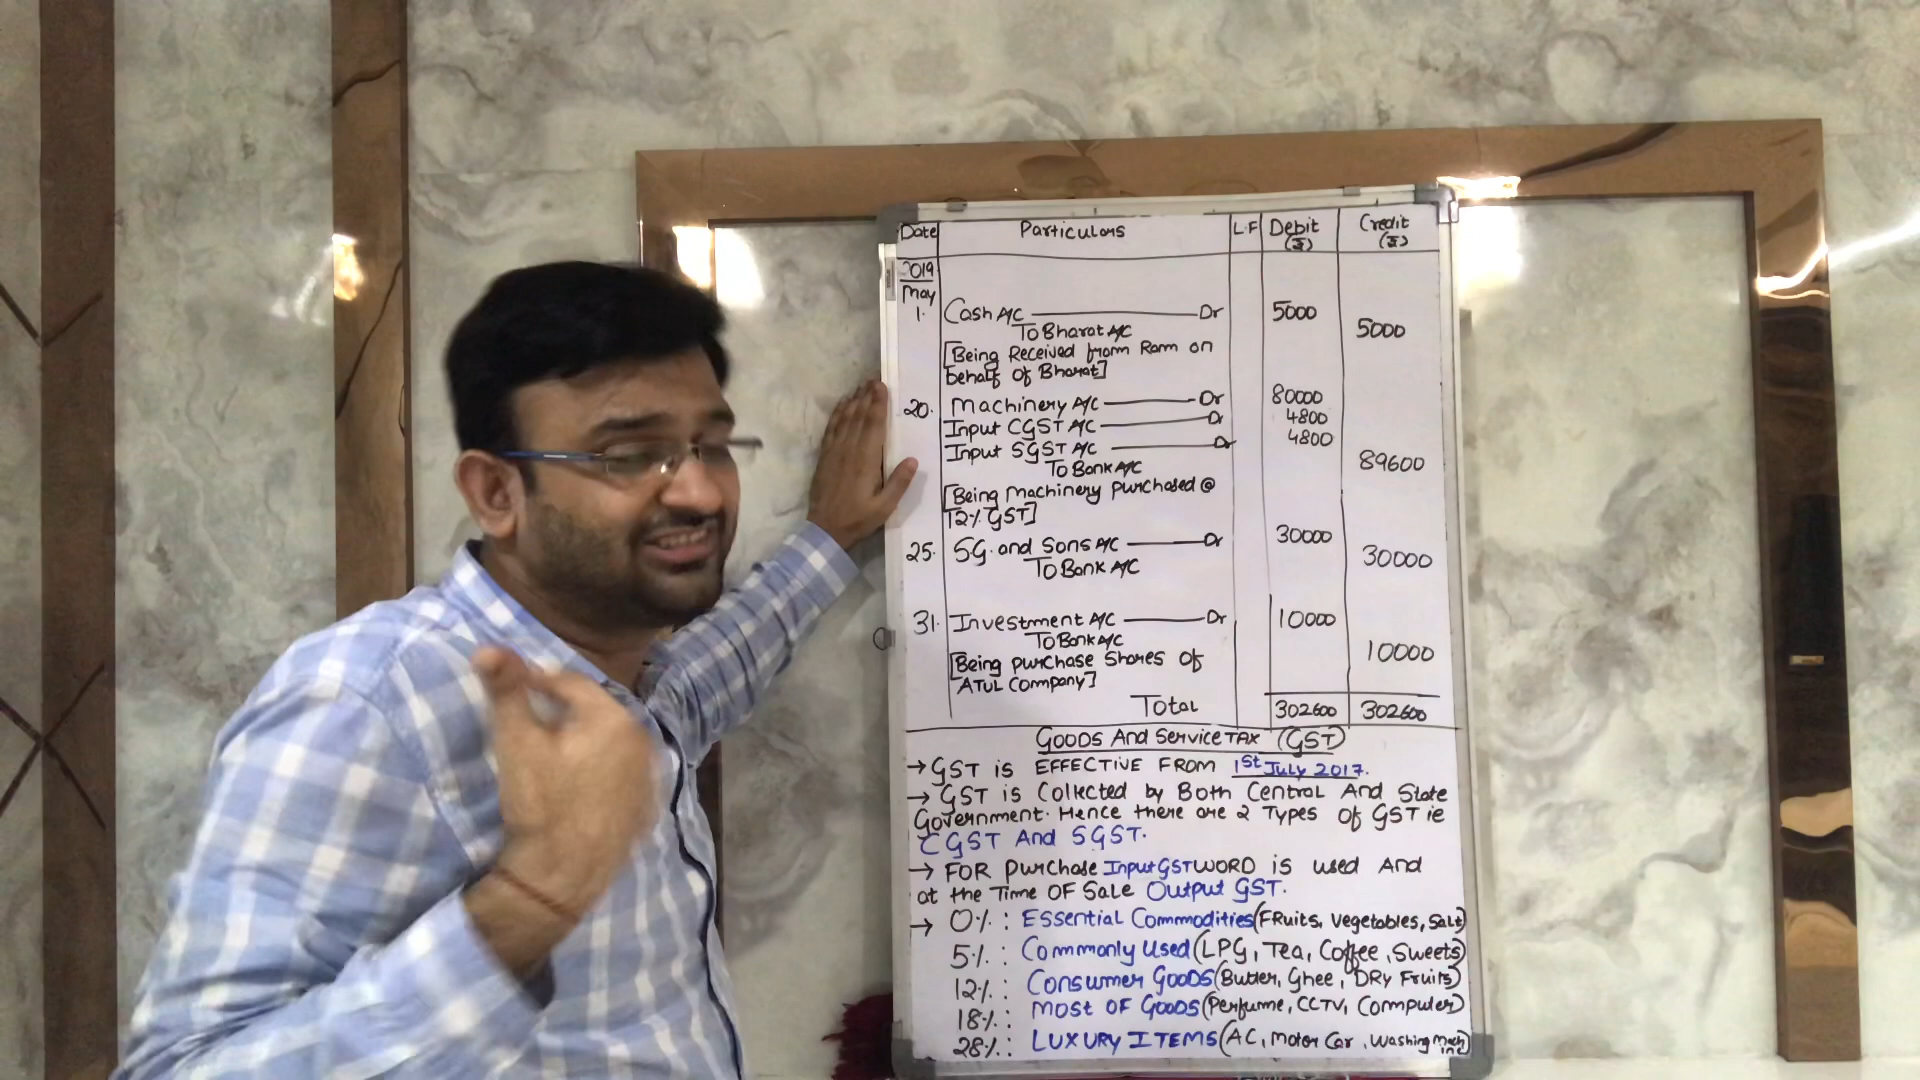 Date Particulars L.F Debit (₹) Credit (₹)
2019
May
1. Cash A/C Dr 5000
To Bharat A/C 5000
[Being Received from Ram on
behalf of Bharat]
20. Machinery A/C Dr 80000
Input CGST A/C Dr 4800
Input SGST A/C Dr 4800
To Bank A/C 89600
[Being Machinery purchased @
12% GST]
25. SG. and Sons A/C Dr 30000
To Bank A/C 30000
31. Investment A/C Dr 10000
To Bank A/C 10000
[Being purchase Shares of
ATUL Company]
Total 302600 302600
GOODS And Service TAX (GST)
→ GST is EFFECTIVE FROM 1st July 2017.
→ GST is Collected by Both Central And State
Government. Hence there are 2 Types of GST ie
CGST And SGST.
→ FOR purchase Input GST WORD is used And
at the Time OF Sale Output GST.
→ 0%: Essential Commodities (Fruits, Vegetables, Salt)
5%: Commonly Used (LPG, Tea, Coffee, Sweets)
12%: Consumer Goods (Butter, Ghee, DRy Fruits)
18%: Most OF Goods (Perfume, CCTV, Computer)
28%: LUXURY ITEMS (AC, Motor Car, Washing Machine)